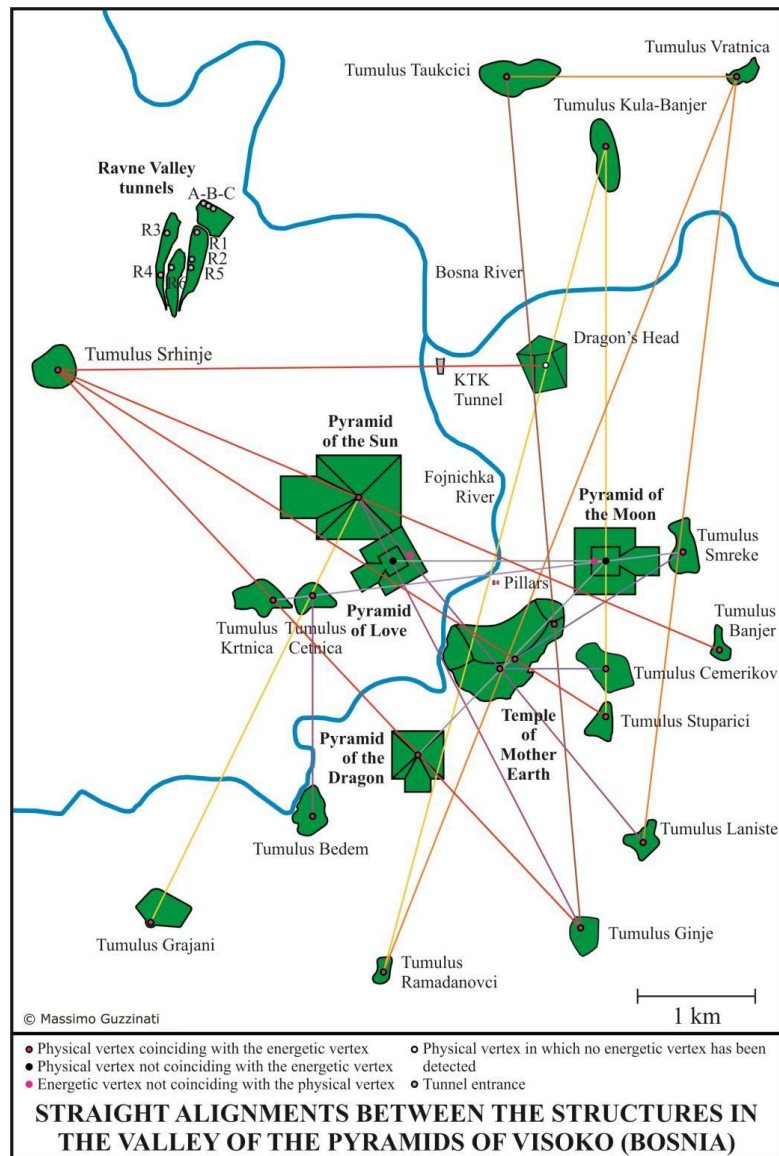 Tumulus Vratnica
Tumulus Taukcici
Tumulus Kula-Banjer
Ravne Valley
tunnels
A-B-C
R3
R1
R2
R4
R5
R6
Bosna River
Dragon's Head
Tumulus Srhinje
KTK
Tunnel
Pyramid
of the Sun
Fojnichka
River
Pyramid of
the Moon
Tumulus
Smreke
Pillars
Tumulus
Krtnica
Tumulus
Cetnica
Pyramid
of Love
Tumulus
Banjer
Tumulus Cemerikov
Tumulus Stuparici
Temple
of
Mother
Earth
Pyramid
of the
Dragon
Tumulus Laniste
Tumulus Bedem
Tumulus Grajani
Tumulus Ginje
Tumulus
Ramadanovci
1 km
© Massimo Guzzinati
Physical vertex coinciding with the energetic vertex
Physical vertex not coinciding with the energetic vertex
Energetic vertex not coinciding with the physical vertex
Physical vertex in which no energetic vertex has been
detected
Tunnel entrance
STRAIGHT ALIGNMENTS BETWEEN THE STRUCTURES IN
THE VALLEY OF THE PYRAMIDS OF VISOKO (BOSNIA)